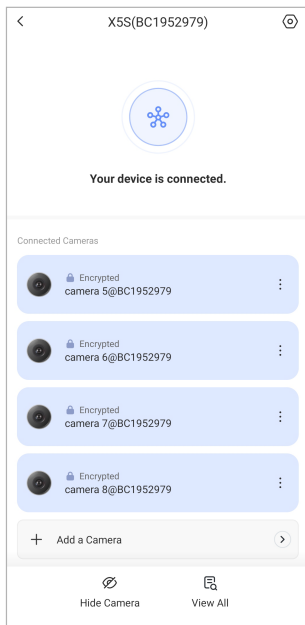 X5S(BC1952979)
Your device is connected.
Connected Cameras
Encrypted
camera 5@BC1952979
Encrypted
camera 6@BC1952979
Encrypted
camera 7@BC1952979
Encrypted
camera 8@BC1952979
Add a Camera
Hide Camera
View All